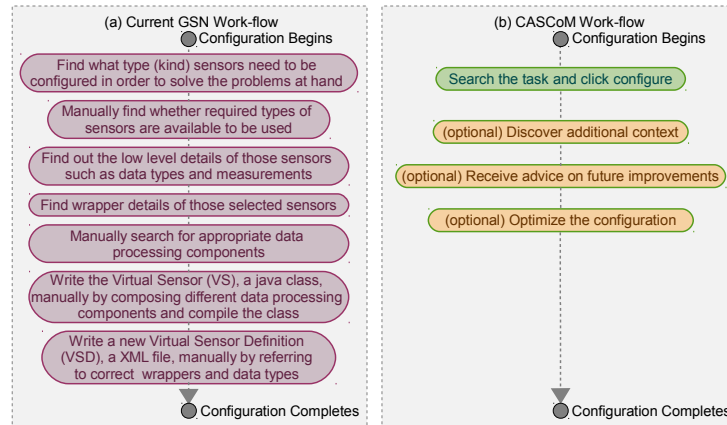 (a) Current GSN Work-flow
Configuration Begins
Find what type (kind) sensors need to be
configured in order to solve the problems at hand
Manually find whether required types of
sensors are available to be used
Find out the low level details of those sensors
such as data types and measurements
Find wrapper details of those selected sensors
Manually search for appropriate data
processing components
Write the Virtual Sensor (VS), a java class,
manually by composing different data processing
components and compile the class
Write a new Virtual Sensor Definition
(VSD), a XML file, manually by referring
to correct wrappers and data types
Configuration Completes
(b) CASCoM Work-flow
Configuration Begins
Search the task and click configure
(optional) Discover additional context
(optional) Receive advice on future improvements
(optional) Optimize the configuration
Configuration Completes